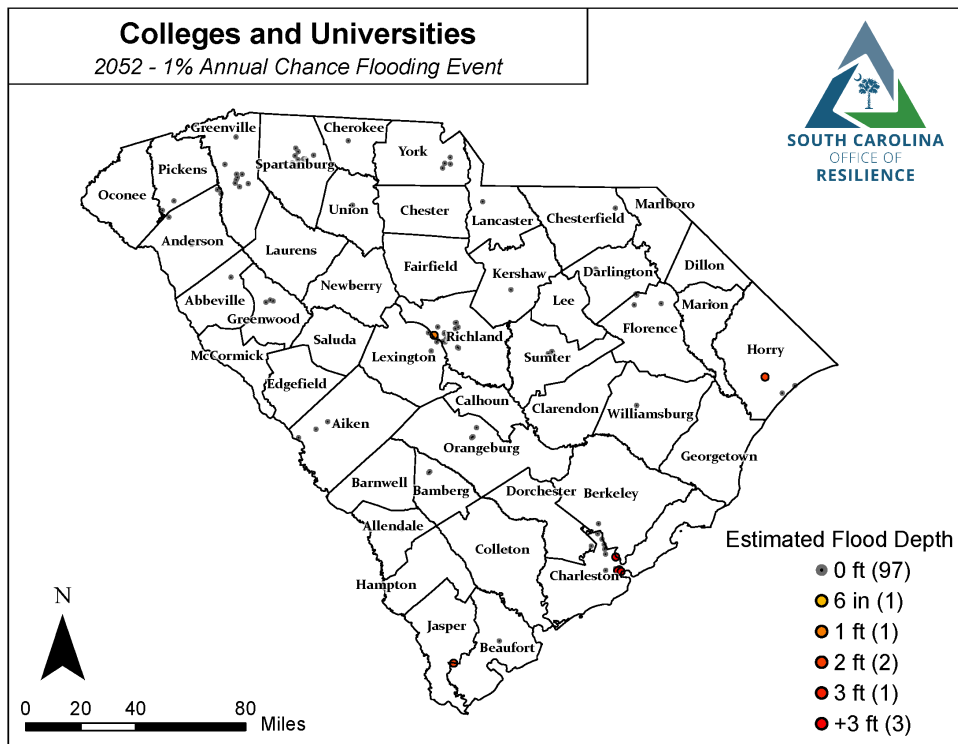 Colleges and Universities
2052 - 1% Annual Chance Flooding Event
SOUTH CAROLINA
OFFICE OF
RESILIENCE
Greenville
Cherokee
York
Spartanburg
Pickens
Oconee
Union
Chester
Lancaster
Chesterfield
Marlboro
Anderson
Laurens
Fairfield
Kershaw
Darlington
Dillon
Newberry
Lee
Marion
Abbeville
Greenwood
Florence
Saluda
Richland
Horry
McCormick
Lexington
Sumter
Edgefield
Calhoun
Clarendon
Williamsburg
Aiken
Orangeburg
Georgetown
Barnwell
Bamberg
Dorchester
Berkeley
Allendale
Colleton
Charleston
Hampton
Jasper
Beaufort
Estimated Flood Depth
0 ft (97)
6 in (1)
1 ft (1)
2 ft (2)
3 ft (1)
+3 ft (3)
N
0 20 40 80
Miles